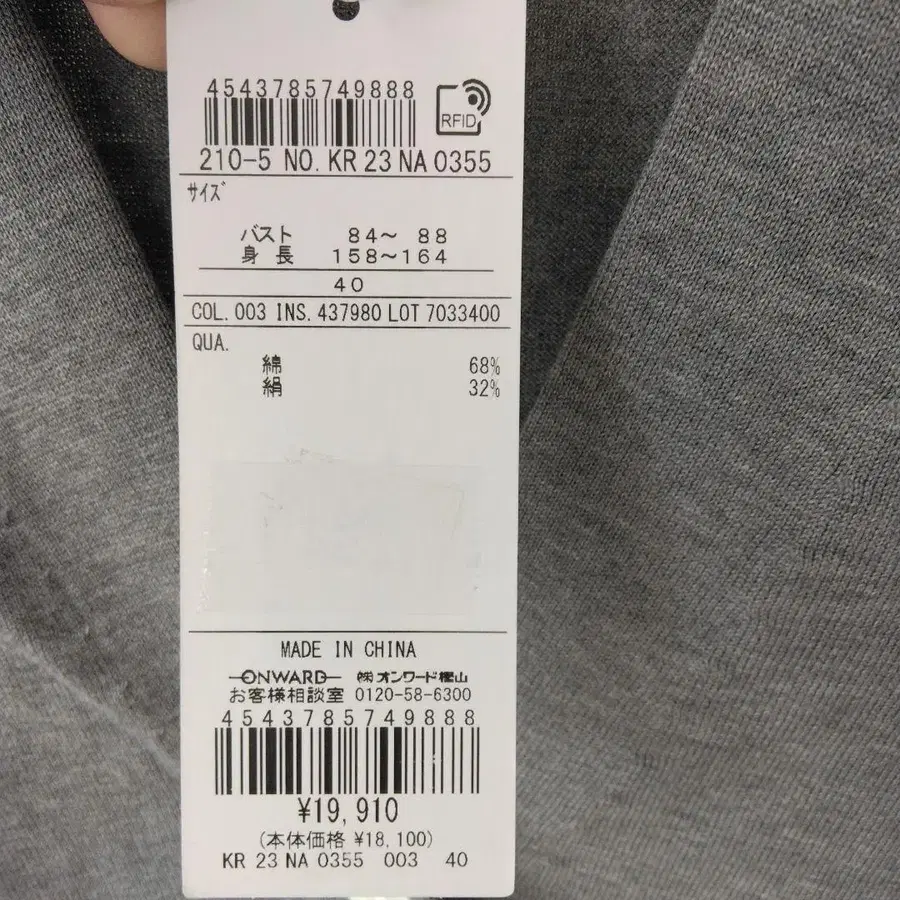 4543785749888
RFID
210-5 NO. KR 23 NA 0355
サイズ
バスト 84～ 88
身長 158～164
40
COL. 003 INS. 437980 LOT 7033400
QUA.
綿 68%
絹 32%
MADE IN CHINA
ONWARD ㈱オンワード樫山
お客様相談室 0120-58-6300
4543785749888
¥19,910
(本体価格 ¥18,100)
KR 23 NA 0355 003 40